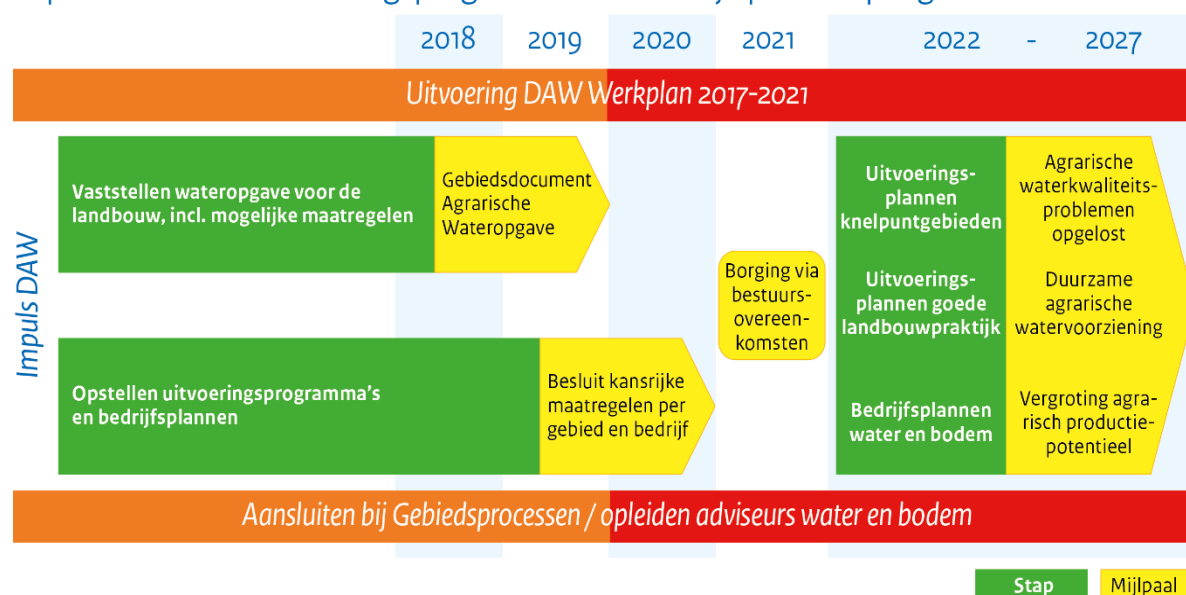 2018 2019 2020 2021 2022 - 2027
Uitvoering DAW Werkplan 2017-2021
Impuls DAW
Vaststellen wateropgave voor de
landbouw, incl. mogelijke maatregelen
Gebiedsdocument
Agrarische
Wateropgave
Opstellen uitvoeringsprogramma's
en bedrijfsplannen
Besluit kansrijke
maatregelen per
gebied en bedrijf
Borging via
bestuurs-
overeen-
komsten
Uitvoerings-
plannen
knelpuntgebieden
Uitvoerings-
plannen goede
landbouwpraktijk
Bedrijfsplannen
water en bodem
Agrarische
waterkwaliteits-
problemen
opgelost
Duurzame
agrarische
watervoorziening
Vergroting agra-
risch productie-
potentieel
Aansluiten bij Gebiedsprocessen / opleiden adviseurs water en bodem
Stap
Mijlpaal